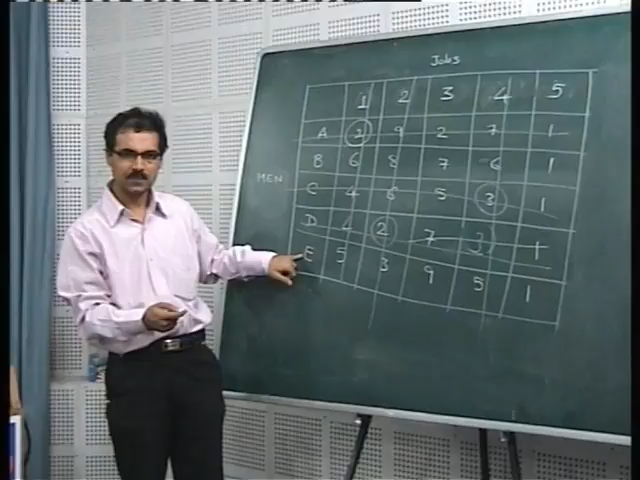 Jobs
1 2 3 4 5
A 2 9 2 7 1
B 6 8 7 6 1
MEN
C 4 6 5 3 1
D 4 2 7 3 1
E 5 3 9 5 1